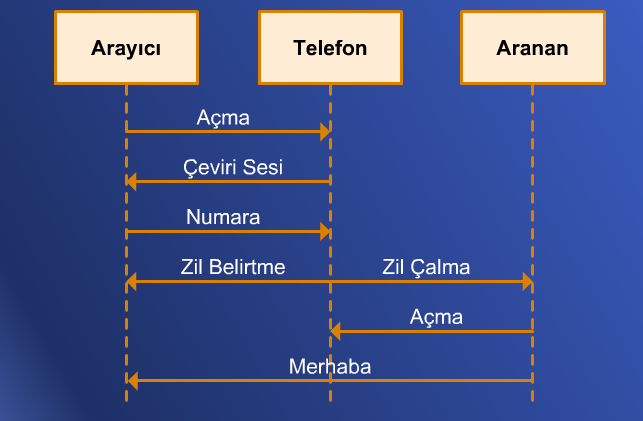 Arayıcı
Telefon
Aranan
Açma
Çeviri Sesi
Numara
Zil Belirtme
Zil Çalma
Açma
Merhaba